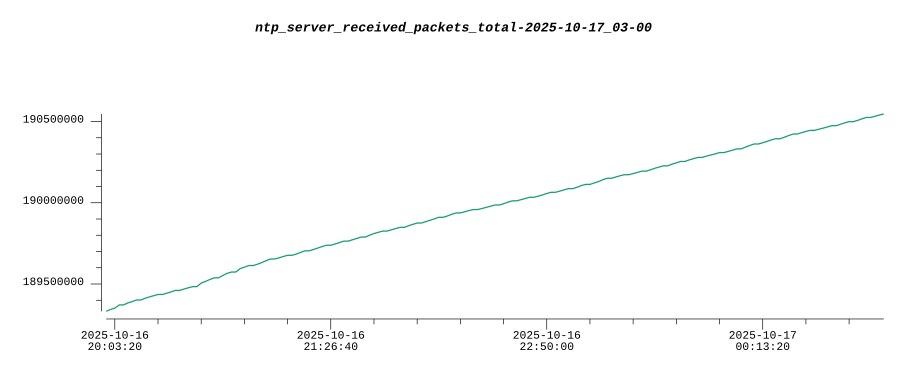 ntp_server_received_packets_total-2025-10-17_03-00
190500000
190000000
189500000
2025-10-16 2025-10-16 2025-10-16 2025-10-17
20:03:20 21:26:40 22:50:00 00:13:20